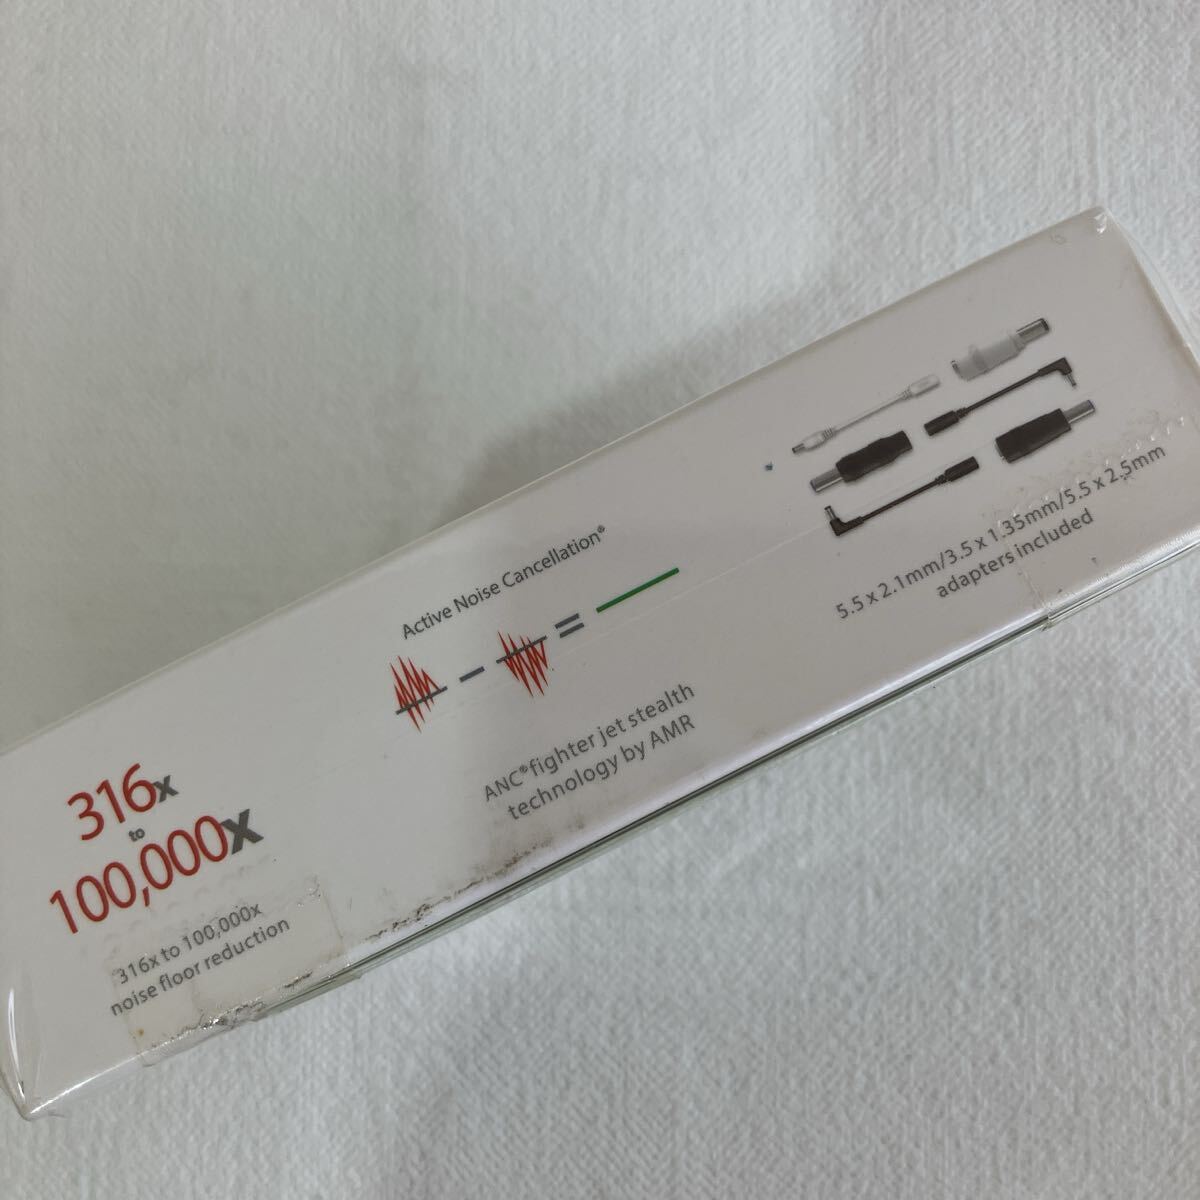 316x
to
100,000x
316x to 100,000x
noise floor reduction
Active Noise Cancellation®
ANC® fighter jet stealth
technology by AMR
5.5 x 2.1mm/3.5 x 1.35mm/5.5 x 2.5mm
adapters included